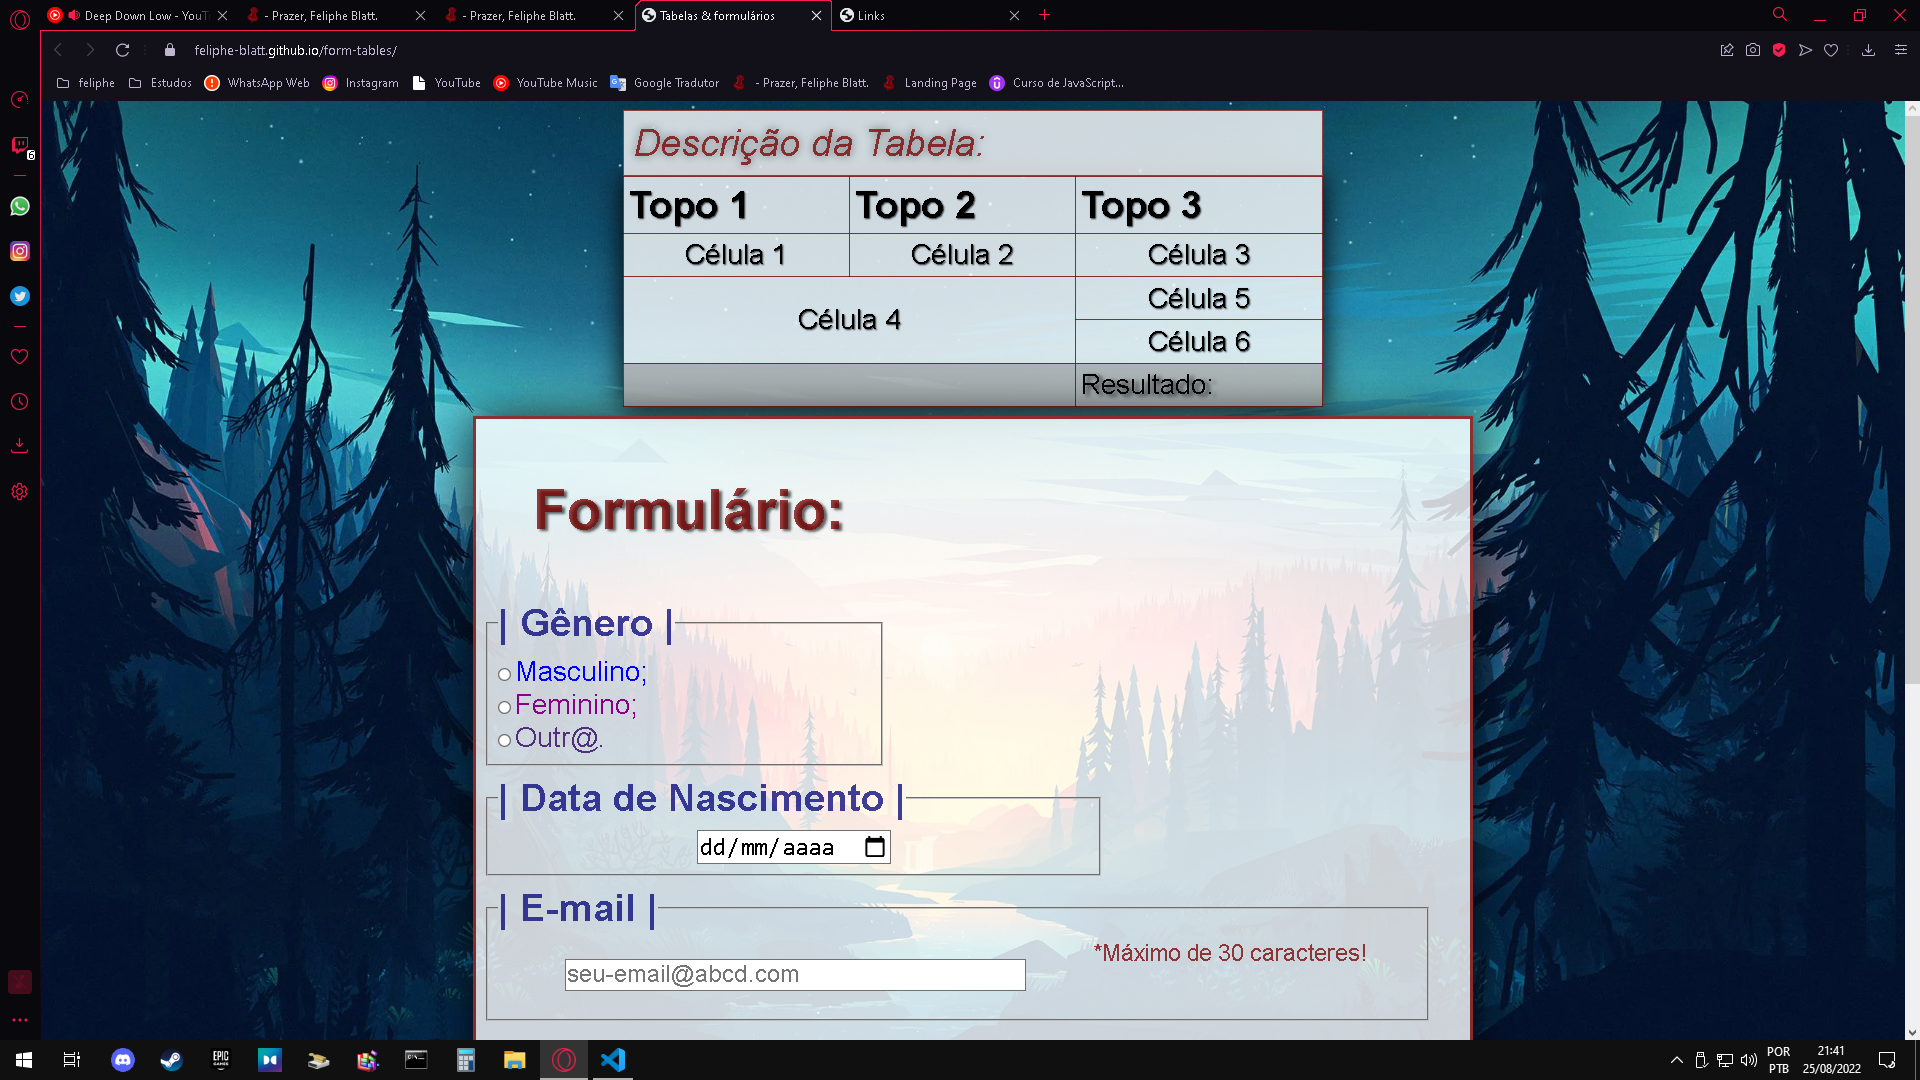 Deep Down Low - YouT
- Prazer, Feliphe Blatt.
- Prazer, Feliphe Blatt.
Tabelas & formulários
Links
feliphe-blatt.github.io/form-tables/
feliphe
Estudos
WhatsApp Web
Instagram
YouTube
YouTube Music
Google Tradutor
- Prazer, Feliphe Blatt.
Landing Page
Curso de JavaScript...
6
Descrição da Tabela:
Topo 1 Topo 2 Topo 3
Célula 1 Célula 2 Célula 3
Célula 4
Célula 5
Célula 6
Resultado:
Formulário:
| Gênero |
Masculino;
Feminino;
Outr@.
| Data de Nascimento |
dd/mm/aaaa
| E-mail |
*Máximo de 30 caracteres!
seu-email@abcd.com
EPIC
GAMES
POR
PTB
21:41
25/08/2022